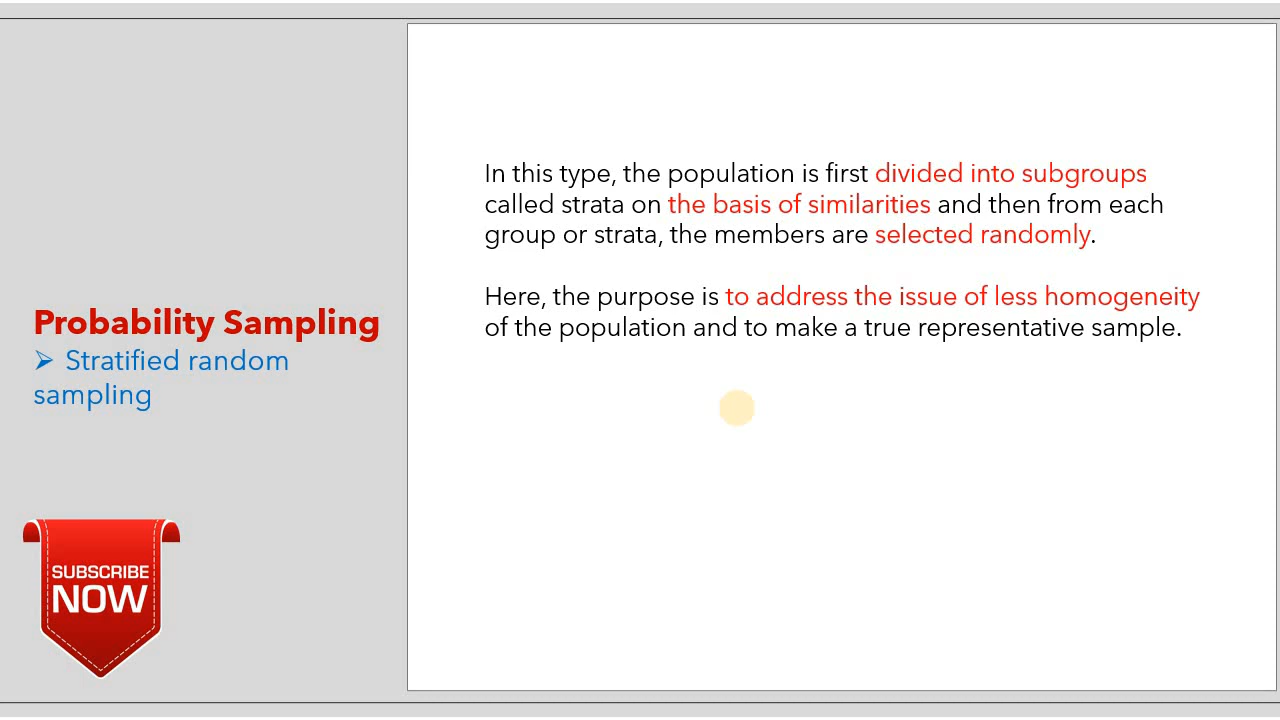 Probability Sampling
➢ Stratified random
sampling
SUBSCRIBE
NOW
In this type, the population is first divided into subgroups
called strata on the basis of similarities and then from each
group or strata, the members are selected randomly.
Here, the purpose is to address the issue of less homogeneity
of the population and to make a true representative sample.